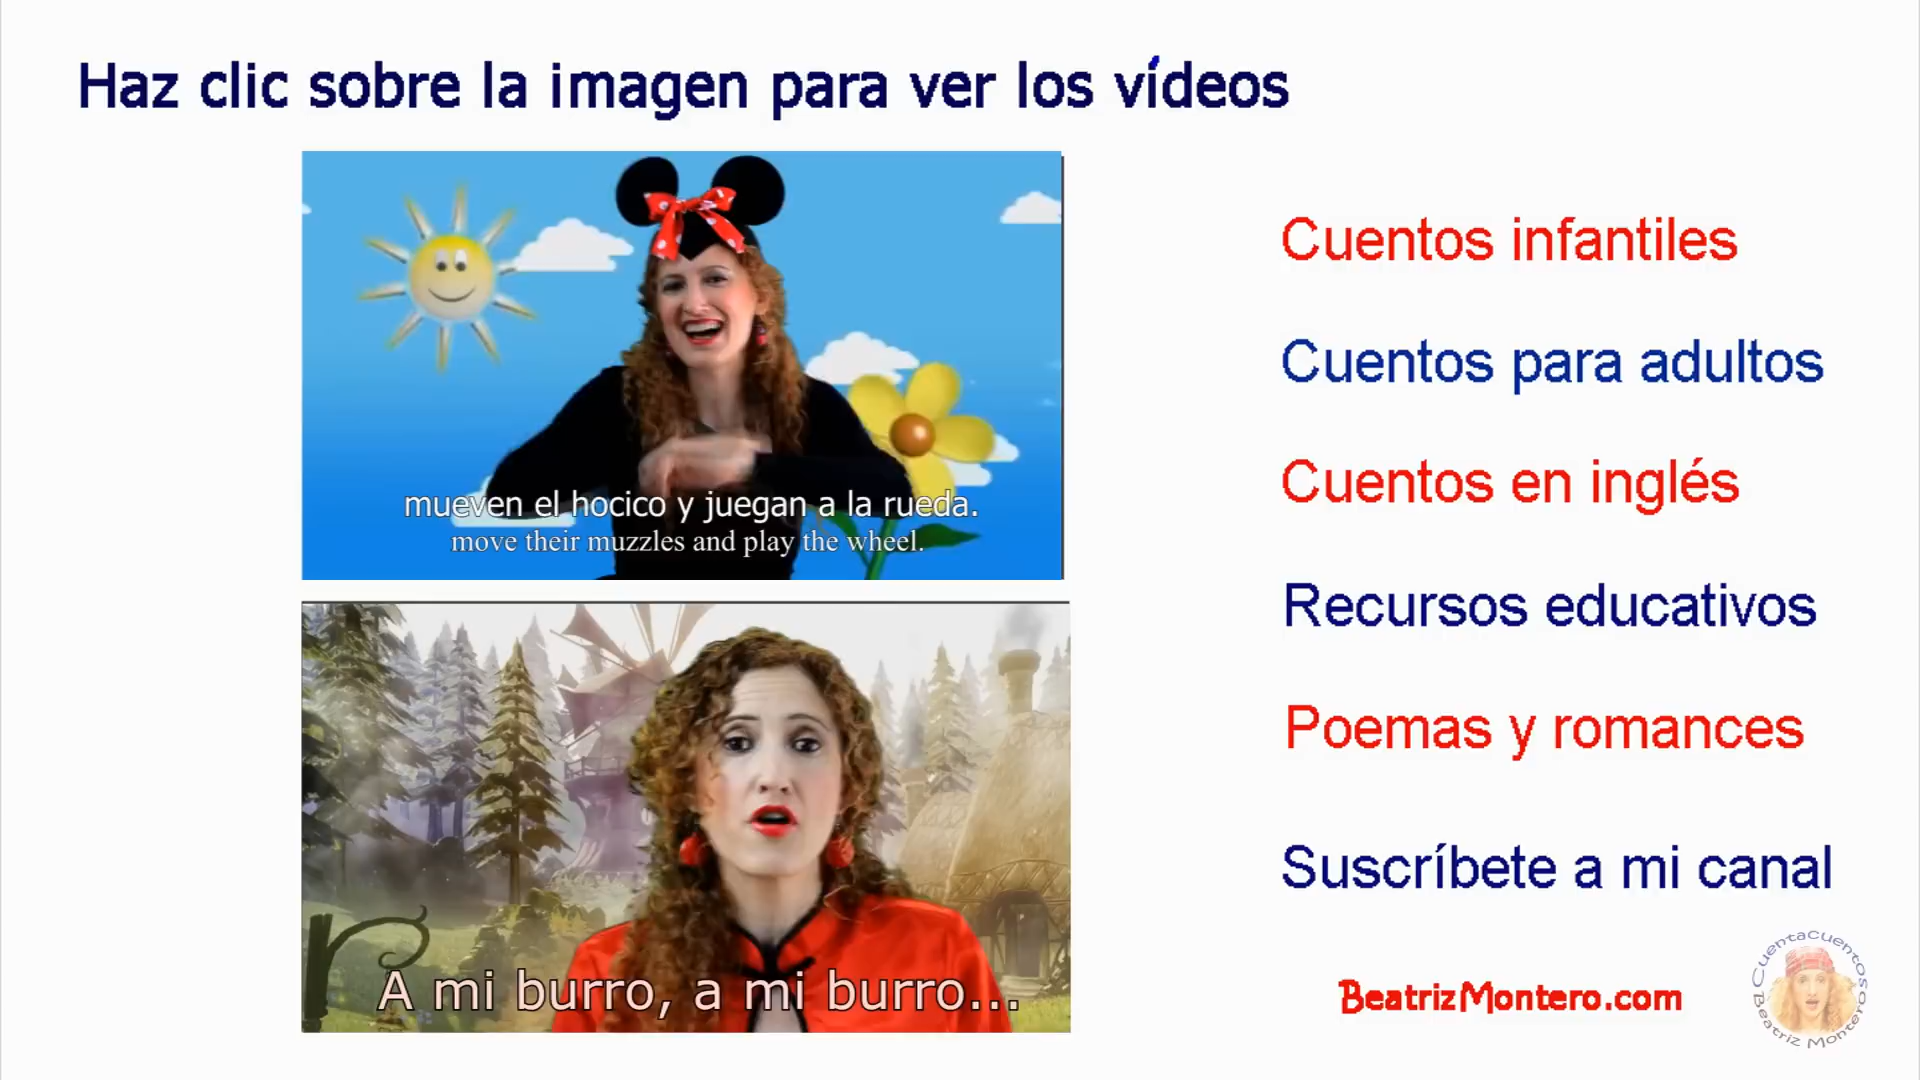 Haz clic sobre la imagen para ver los vídeos
mueven el hocico y juegan a la rueda.
move their muzzles and play the wheel.
A mi burro, a mi burro...
Cuentos infantiles
Cuentos para adultos
Cuentos en inglés
Recursos educativos
Poemas y romances
Suscríbete a mi canal
BeatrizMontero.com
CuentaCuentos
Beatriz Montero